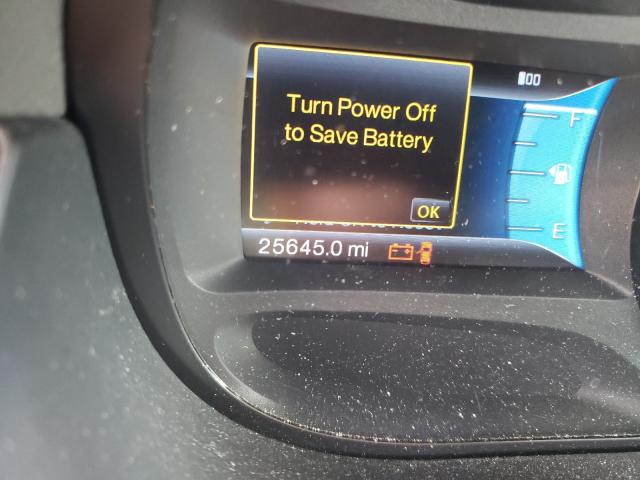 Turn Power Off
to Save Battery
OK
F
E
25645.0 mi